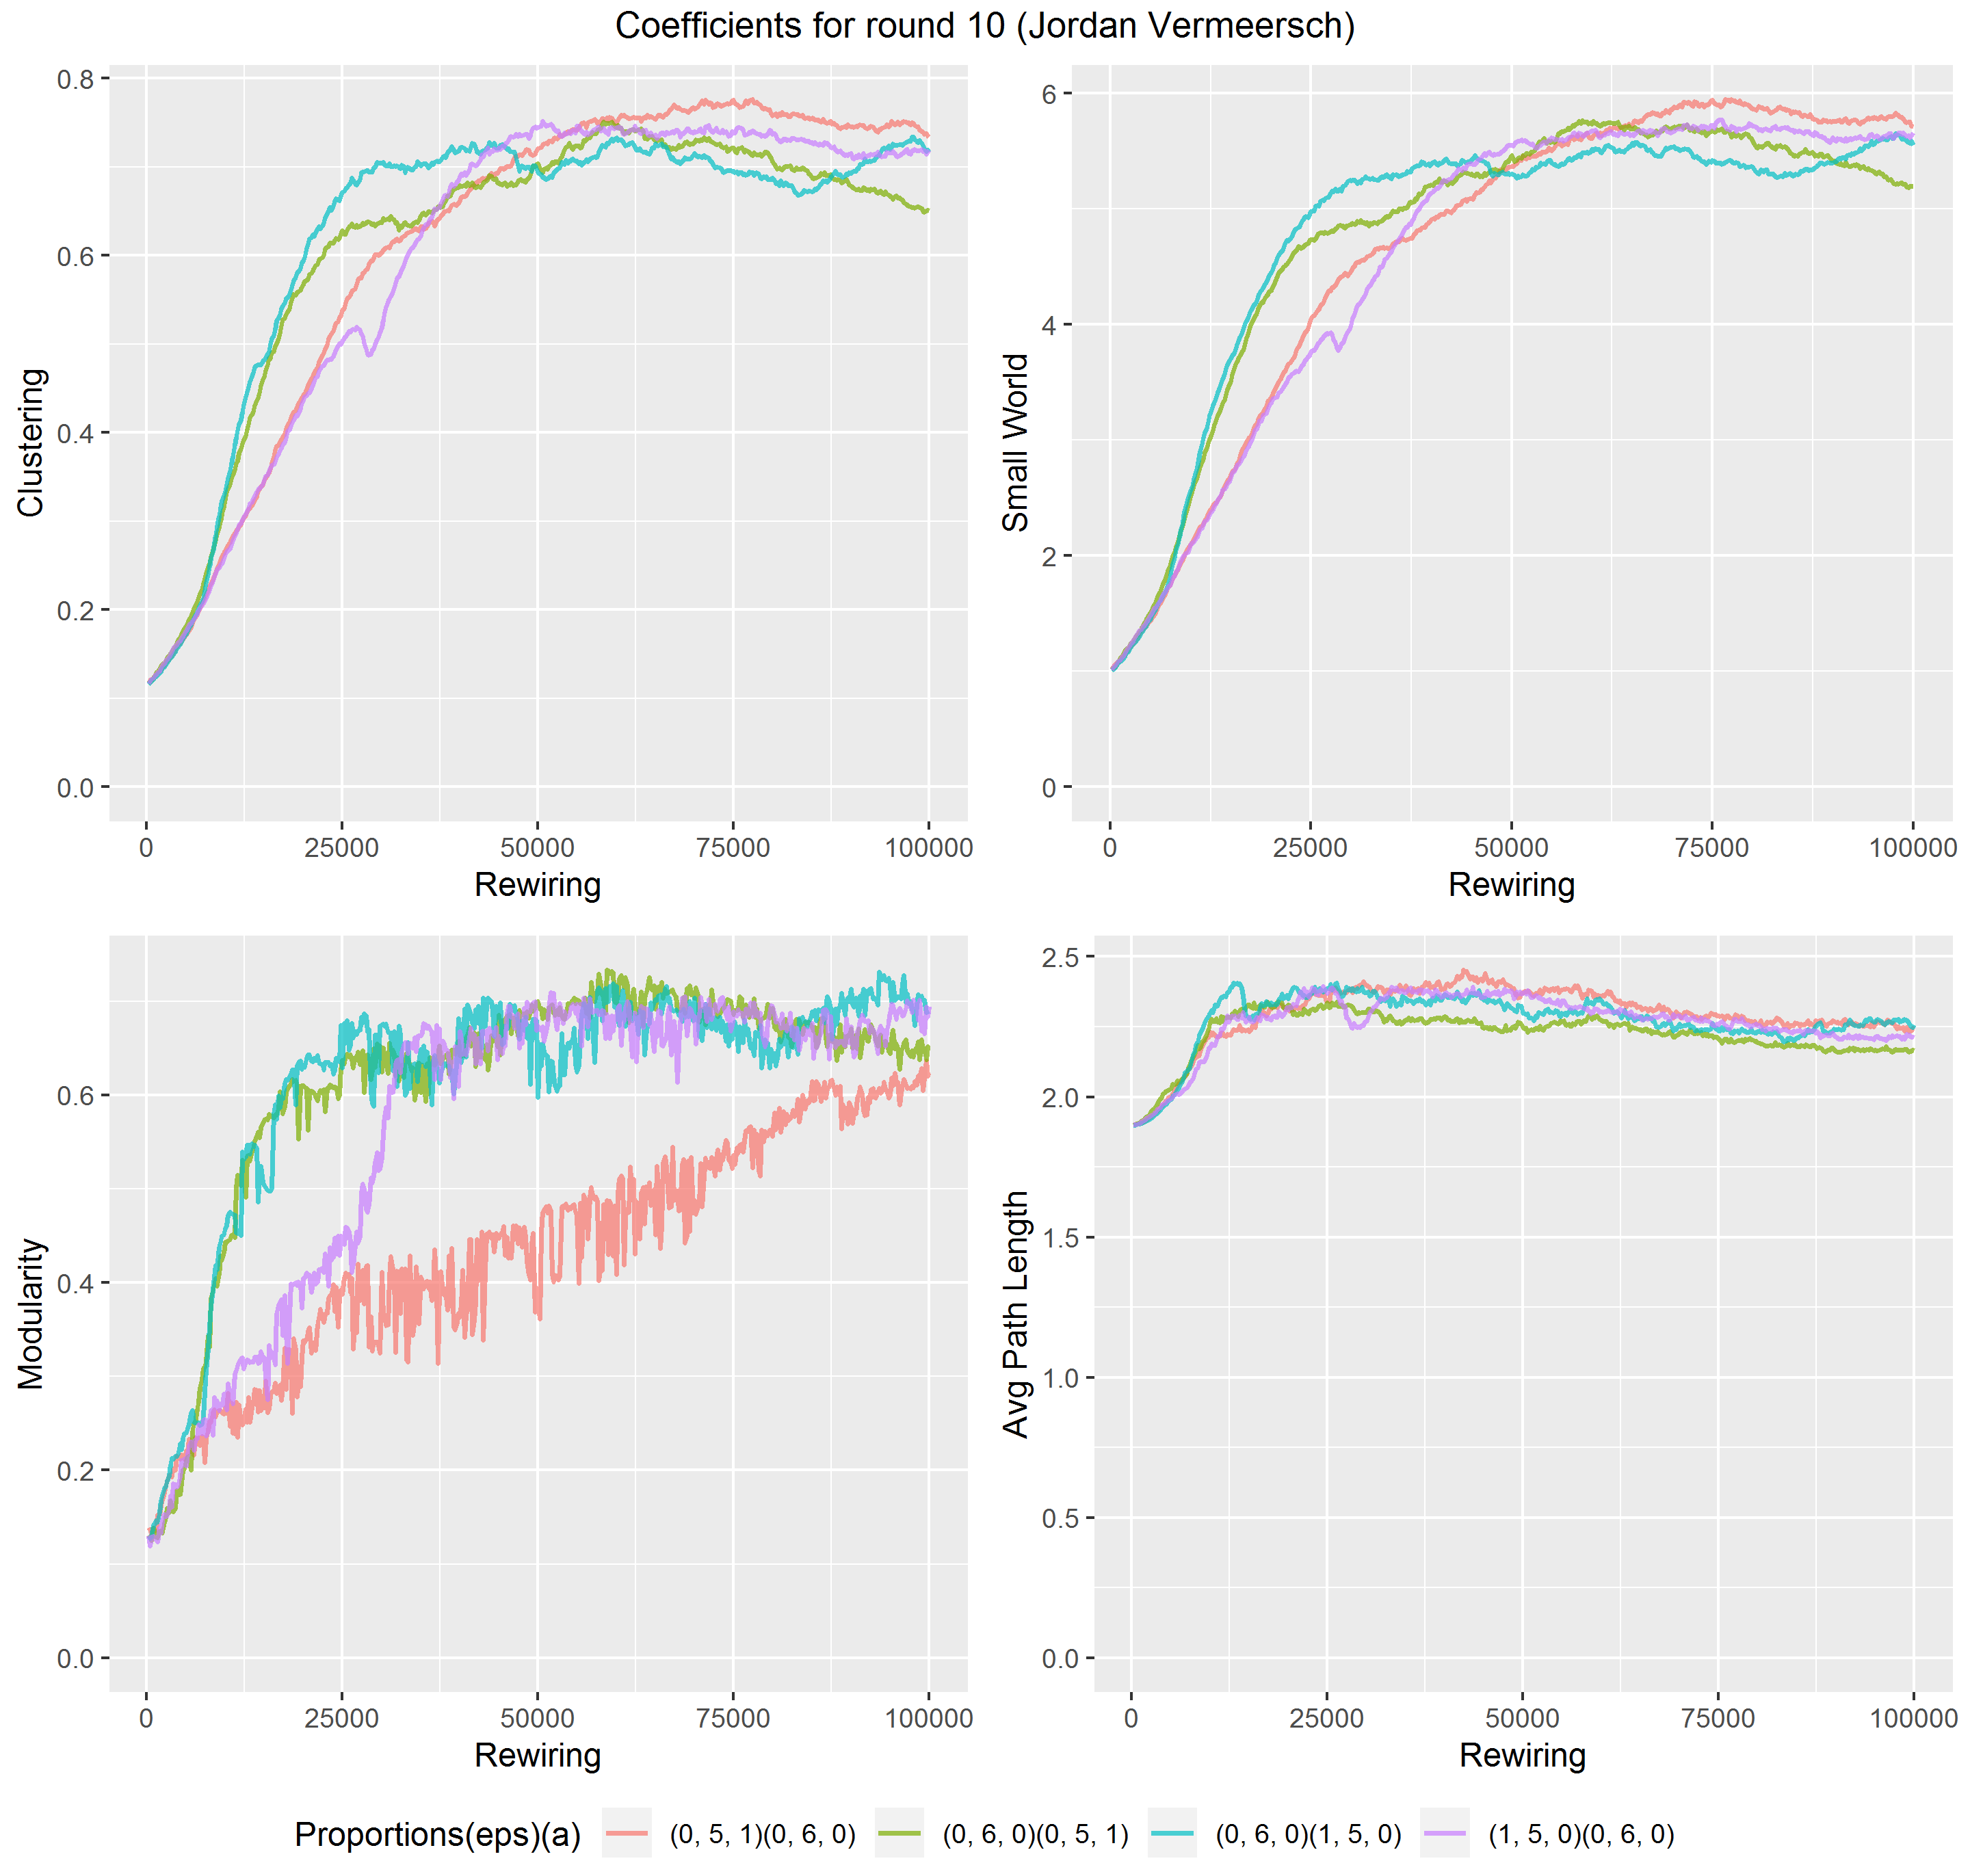 Coefficients for round 10 (Jordan Vermeersch)
Clustering
0.8
0.6
0.4
0.2
0.0
0 25000 50000 75000 100000
Rewiring
Small World
6
4
2
0
0 25000 50000 75000 100000
Rewiring
Modularity
0.6
0.4
0.2
0.0
0 25000 50000 75000 100000
Rewiring
Avg Path Length
2.5
2.0
1.5
1.0
0.5
0.0
0 25000 50000 75000 100000
Rewiring
Proportions(eps)(a) (0, 5, 1)(0, 6, 0) (0, 6, 0)(0, 5, 1) (0, 6, 0)(1, 5, 0) (1, 5, 0)(0, 6, 0)